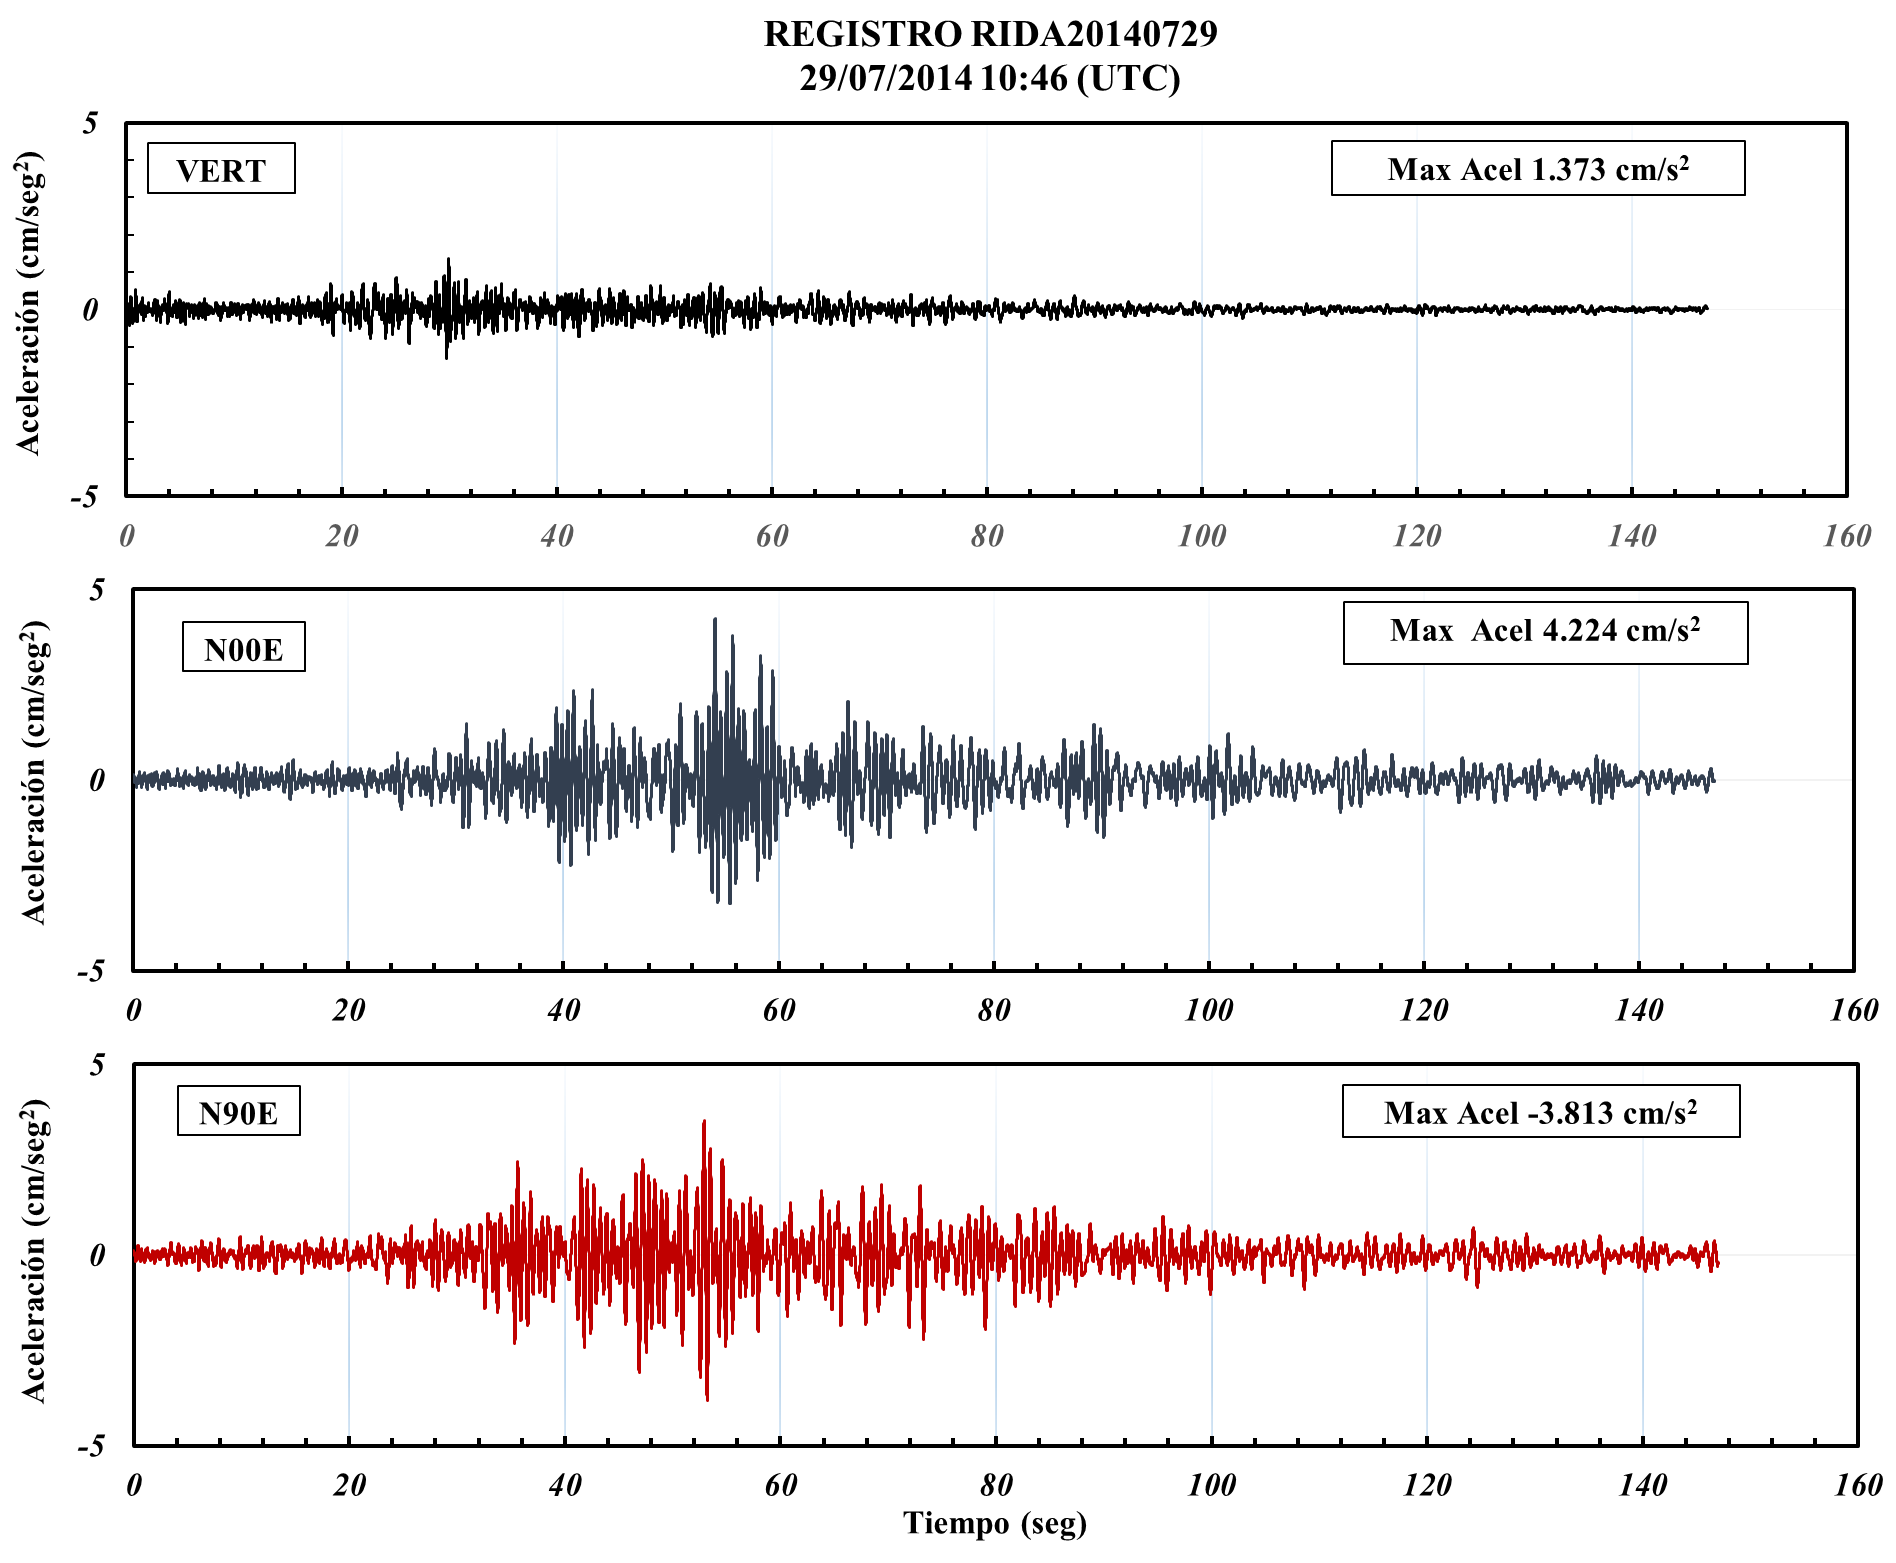 REGISTRO RIDA20140729
29/07/2014 10:46 (UTC)
5
VERT
Max Acel 1.373 cm/s²
Aceleración (cm/seg²)
0
-5
0 20 40 60 80 100 120 140 160
5
N00E
Max  Acel 4.224 cm/s²
Aceleración (cm/seg²)
0
-5
0 20 40 60 80 100 120 140 160
5
N90E
Max Acel -3.813 cm/s²
Aceleración (cm/seg²)
0
-5
0 20 40 60 80 100 120 140 160
Tiempo (seg)